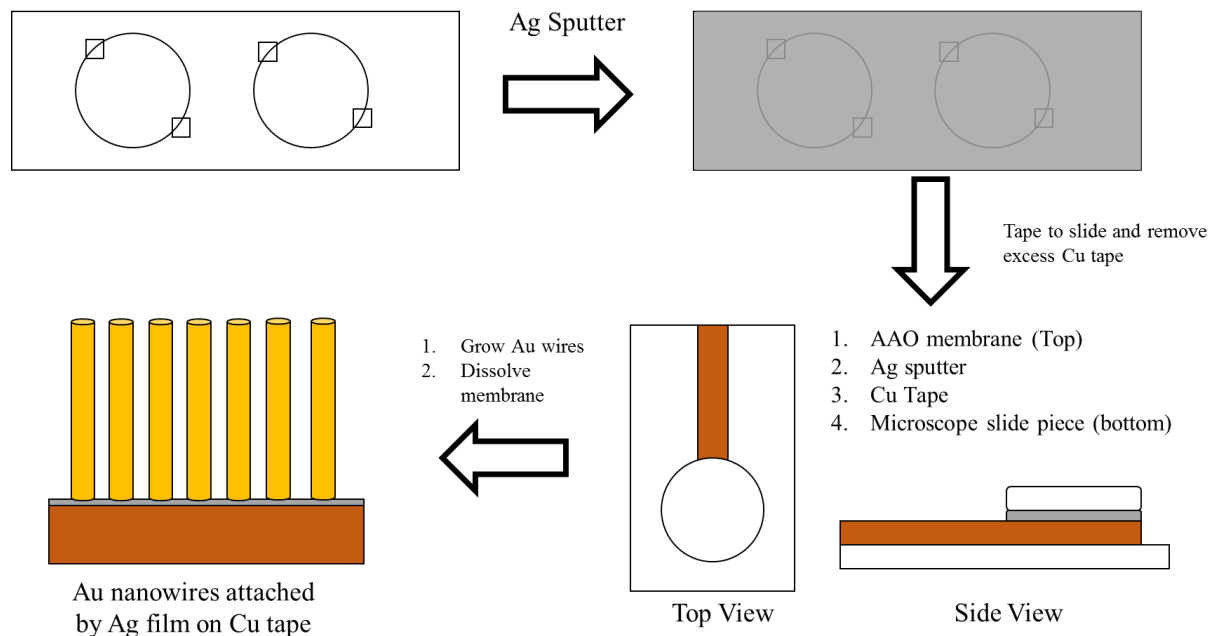 Ag Sputter
Tape to slide and remove
excess Cu tape
1. AAO membrane (Top)
2. Ag sputter
3. Cu Tape
4. Microscope slide piece (bottom)
Top View
Side View
1. Grow Au wires
2. Dissolve
membrane
Au nanowires attached
by Ag film on Cu tape